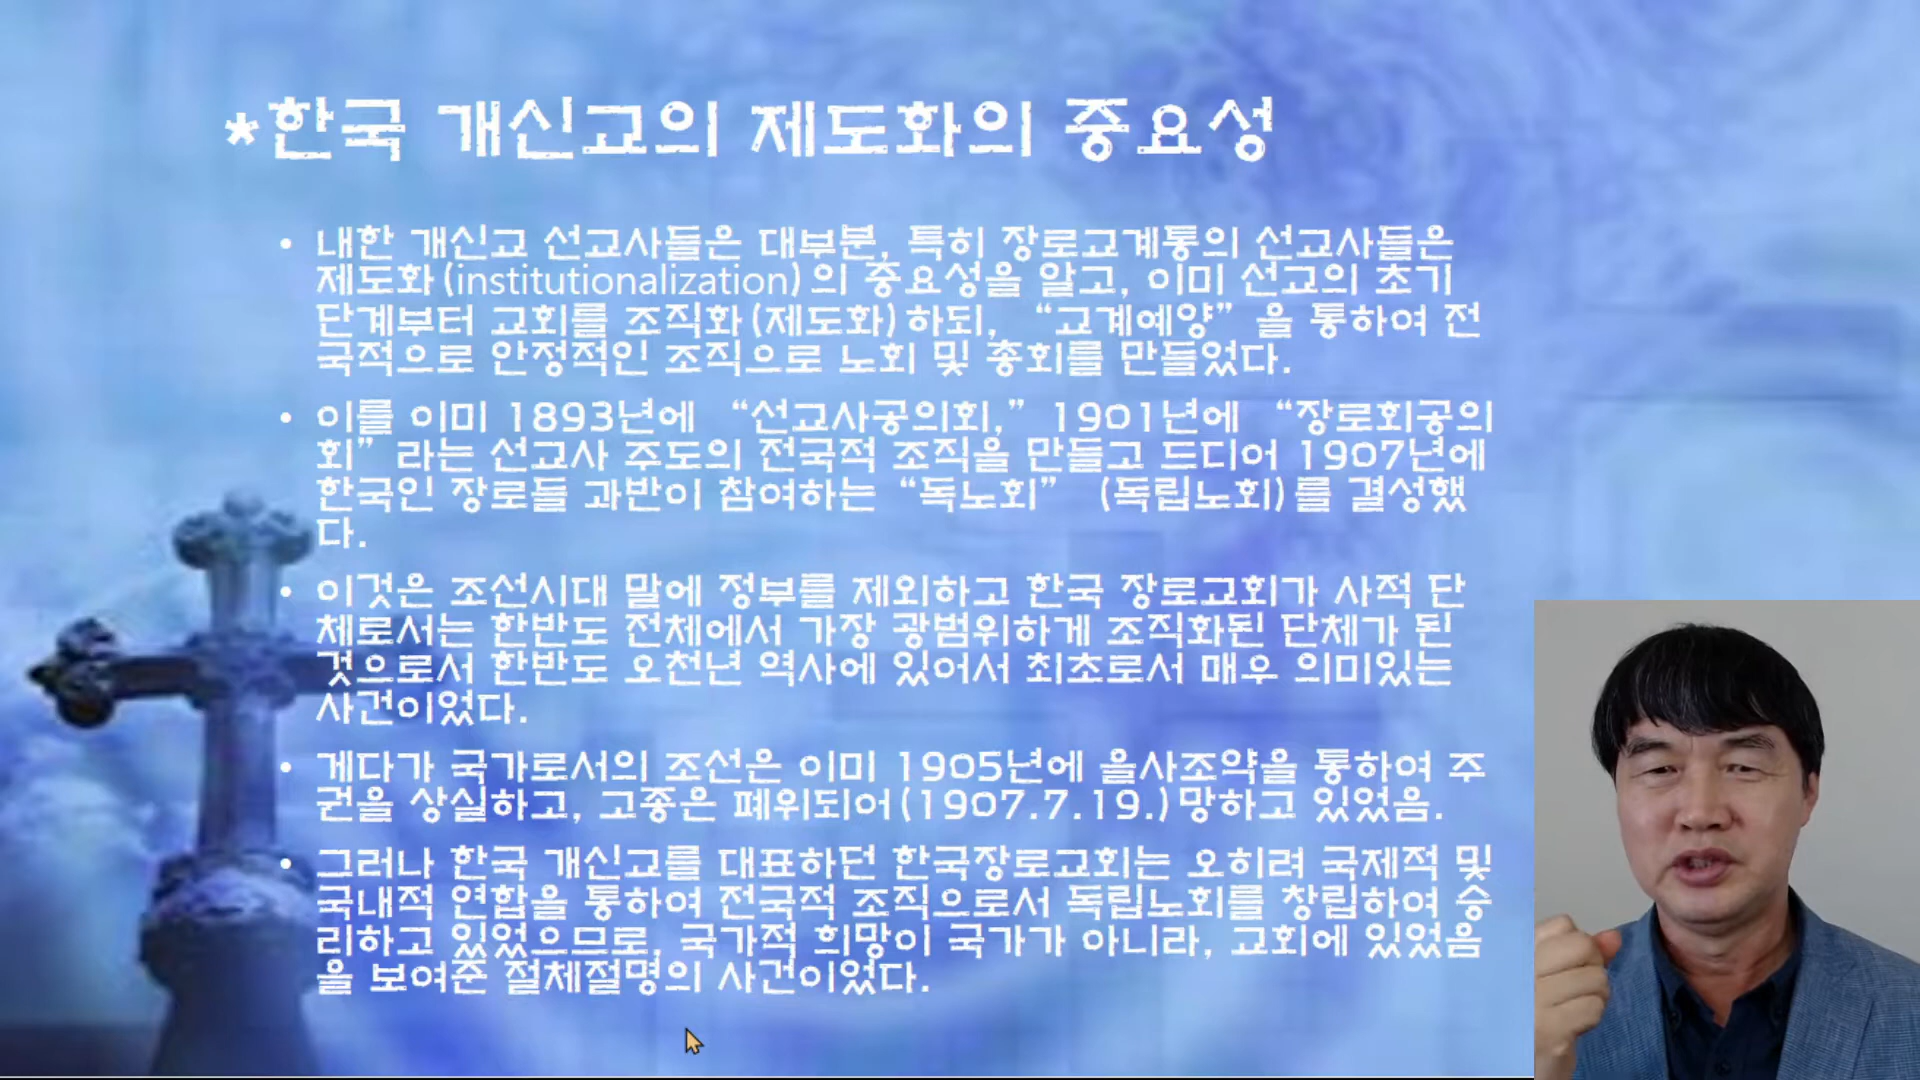 *한국 개신교의 제도화의 중요성
• 내한 개신교 선교사들은 대부분, 특히 장로교계통의 선교사들은
제도화(institutionalization)의 중요성을 알고, 이미 선교의 초기
단계부터 교회를 조직화(제도화)하되, “교계예양”을 통하여 전
국적으로 안정적인 조직으로 노회 및 총회를 만들었다.
• 이를 이미 1893년에 “선교사공의회,” 1901년에 “장로회공의
회”라는 선교사 주도의 전국적 조직을 만들고 드디어 1907년에
한국인 장로들 과반이 참여하는 “독노회” (독립노회)를 결성했
다.
• 이것은 조선시대 말에 정부를 제외하고 한국 장로교회가 사적 단
체로서는 한반도 전체에서 가장 광범위하게 조직화된 단체가 된
것으로서 한반도 오천년 역사에 있어서 최초로서 매우 의미있는
사건이었다.
• 게다가 국가로서의 조선은 이미 1905년에 을사조약을 통하여 주
권을 상실하고, 고종은 폐위되어(1907.7.19.)망하고 있었음.
• 그러나 한국 개신교를 대표하던 한국장로교회는 오히려 국제적 및
국내적 연합을 통하여 전국적 조직으로서 독립노회를 창립하여 승
리하고 있었으므로, 국가적 희망이 국가가 아니라, 교회에 있었음
을 보여준 절체절명의 사건이었다.